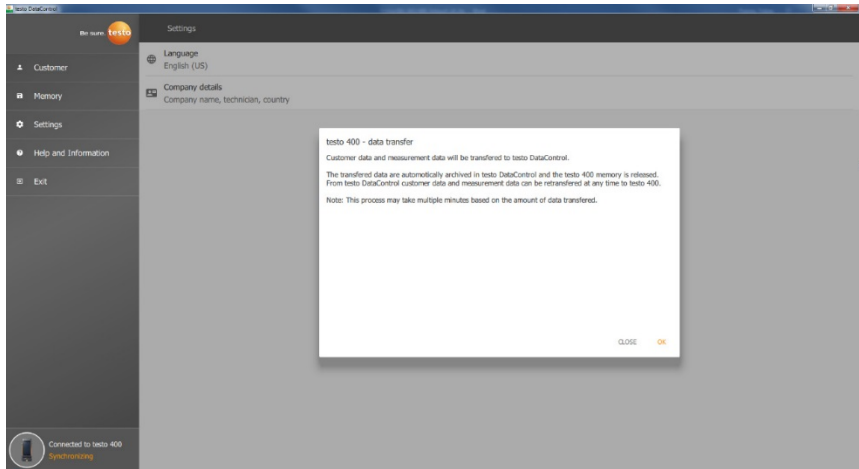 testo DataControl
Be sure. testo
Settings
Customer
Memory
Settings
Help and Information
Exit
Language
English (US)
Company details
Company name, technician, country
testo 400 - data transfer
Customer data and measurement data will be transfered to testo DataControl.
The transfered data are automotically archived in testo DataControl and the testo 400 memory is released.
From testo DataControl customer data and measurement data can be retransfered at any time to testo 400.
Note: This process may take multiple minutes based on the amount of data transfered.
CLOSE
OK
Connected to testo 400
Synchronizing